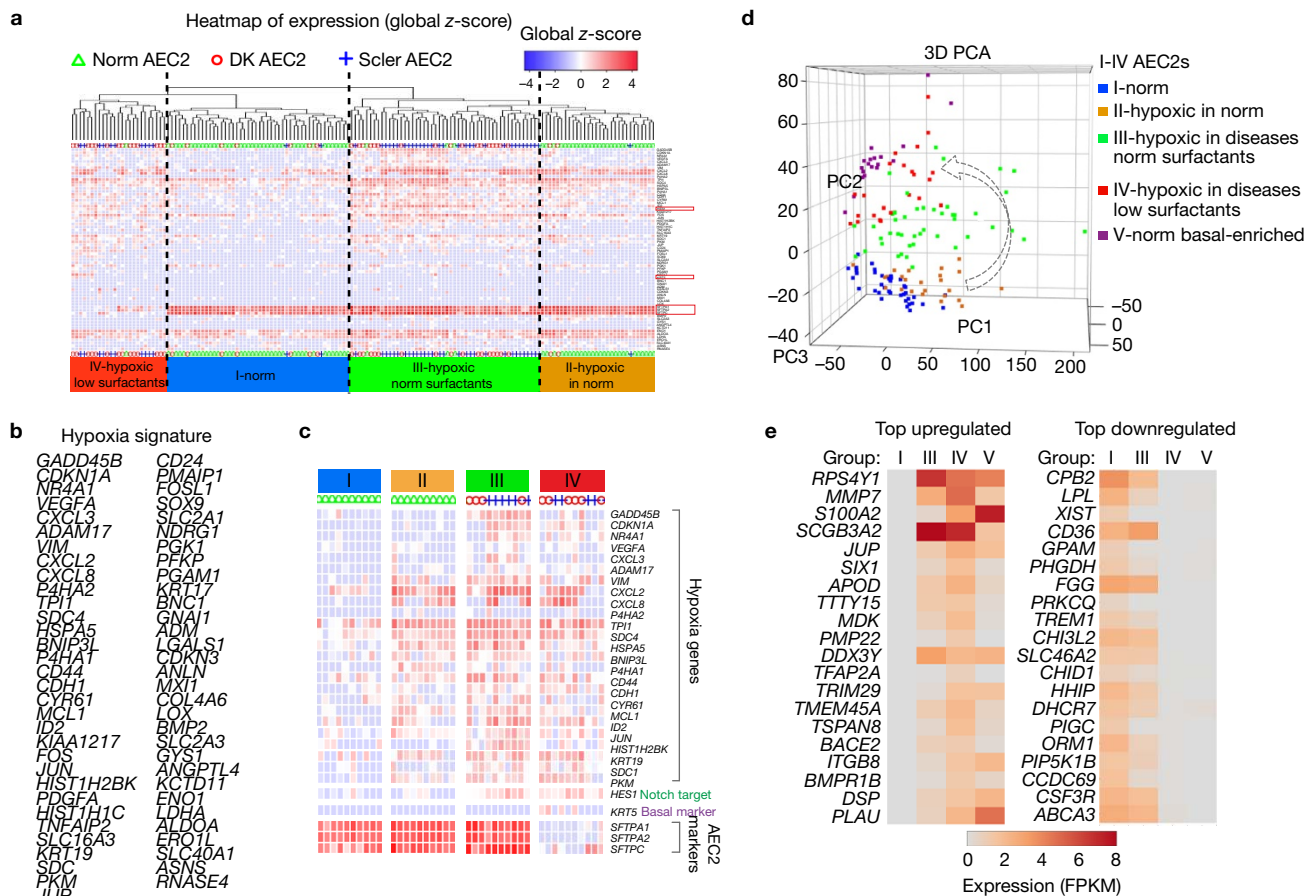 a
Heatmap of expression (global z-score)
Norm AEC2 DK AEC2 Scler AEC2
Global z-score
−4 −2 0 2 4
IV-hypoxic low surfactants
I-norm
III-hypoxic norm surfactants
II-hypoxic in norm
b
Hypoxia signature
GADD45B CD24
CDKN1A PMAIP1
NR4A1 FOSL1
VEGFA SOX9
CXCL3 SLC2A1
ADAM17 NDRG1
VIM PGK1
CXCL2 PFKP
CXCL8 PGAM1
P4HA2 KRT17
TPI1 BNC1
SDC4 GNAI1
HSPA5 ADM
BNIP3L LGALS1
P4HA1 CDKN3
CD44 ANLN
CDH1 MXI1
CYR61 COL4A6
MCL1 LOX
ID2 BMP2
KIAA1217 SLC2A3
FOS GYS1
JUN ANGPTL4
HIST1H2BK KCTD11
PDGFA ENO1
HIST1H1C LDHA
TNFAIP2 ALDOA
SLC16A3 ERO1L
KRT19 SLC40A1
SDC ASNS
PKM RNASE4
JUP
c
I II III IV
GADD45B
CDKN1A
NR4A1
VEGFA
CXCL3
ADAM17
VIM
CXCL2
CXCL8
P4HA2
TPI1
SDC4
HSPA5
BNIP3L
P4HA1
CD44
CDH1
CYR61
MCL1
ID2
JUN
HIST1H2BK
KRT19
SDC1
PKM
HES1 Notch target
KRT5 Basal marker
SFTPA1
SFTPA2
SFTPC
Hypoxia genes
AEC2 markers
d
3D PCA
80
60
40
20
0
−20
−40
PC2
PC1
PC3
−50 0 50 100 150 200
−50
0
50
I-IV AEC2s
I-norm
II-hypoxic in norm
III-hypoxic in diseases
norm surfactants
IV-hypoxic in diseases
low surfactants
V-norm basal-enriched
e
Top upregulated
Group: I III IV V
RPS4Y1
MMP7
S100A2
SCGB3A2
JUP
SIX1
APOD
TTTY15
MDK
PMP22
DDX3Y
TFAP2A
TRIM29
TMEM45A
TSPAN8
BACE2
ITGB8
BMPR1B
DSP
PLAU
Top downregulated
Group: I III IV V
CPB2
LPL
XIST
CD36
GPAM
PHGDH
FGG
PRKCQ
TREM1
CHI3L2
SLC46A2
CHID1
HHIP
DHCR7
PIGC
ORM1
PIP5K1B
CCDC69
CSF3R
ABCA3
0 2 4 6 8
Expression (FPKM)